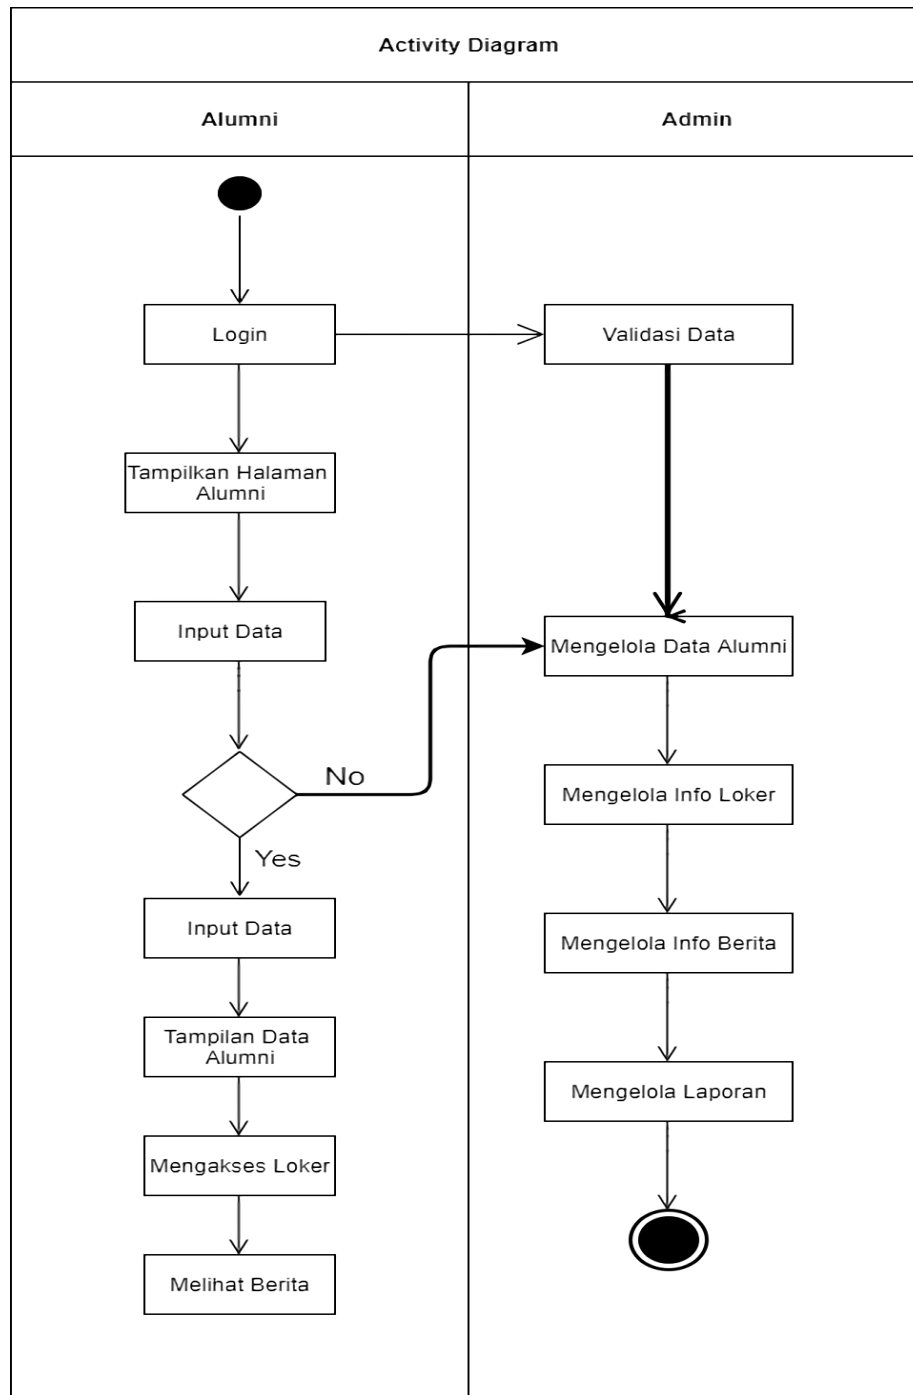 Activity Diagram
Alumni
Admin
Login
Validasi Data
Tampilkan Halaman
Alumni
Input Data
Mengelola Data Alumni
No
Mengelola Info Loker
Yes
Input Data
Mengelola Info Berita
Tampilan Data
Alumni
Mengelola Laporan
Mengakses Loker
Melihat Berita